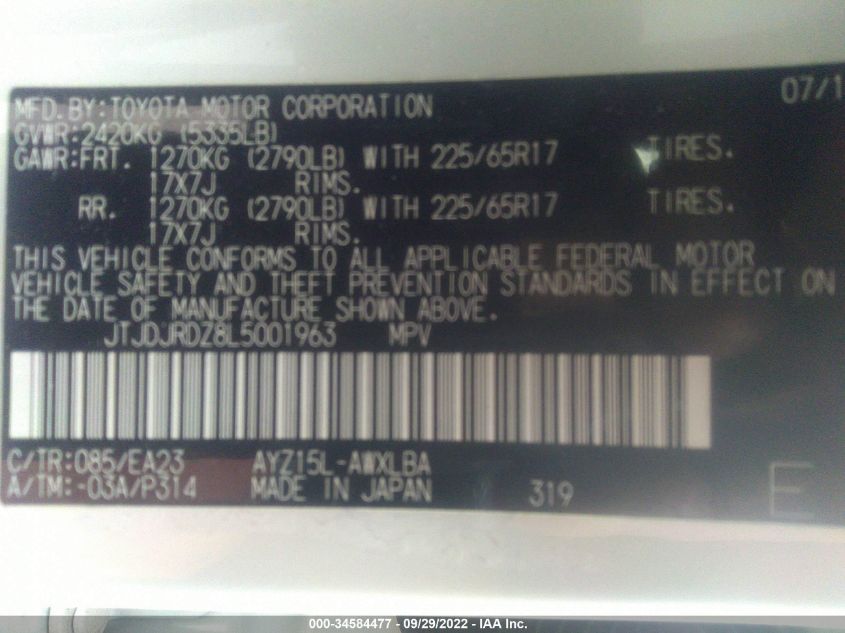 07/1
MFD.BY:TOYOTA MOTOR CORPORATION
GVWR:2420KG (5335LB)
GAWR:FRT. 1270KG (2790LB) WITH 225/65R17 TIRES.
17X7J RIMS.
RR. 1270KG (2790LB) WITH 225/65R17 TIRES.
17X7J RIMS.
THIS VEHICLE CONFORMS TO ALL APPLICABLE FEDERAL MOTOR
VEHICLE SAFETY AND THEFT PREVENTION STANDARDS IN EFFECT ON
THE DATE OF MANUFACTURE SHOWN ABOVE.
JTJDJRDZ8L5001963 MPV
C/TR:085/EA23 AYZ15L-AWXLBA
A/TM:-03A/P314 MADE IN JAPAN 319 E
000-34584477 - 09/29/2022 - IAA Inc.